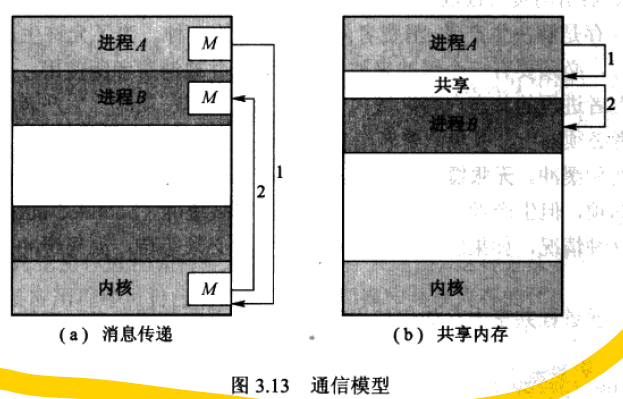 进程A M
进程B M
1
2
内核 M
(a) 消息传递
进程A
1
共享
2
进程B
内核
(b) 共享内存
图 3.13 通信模型